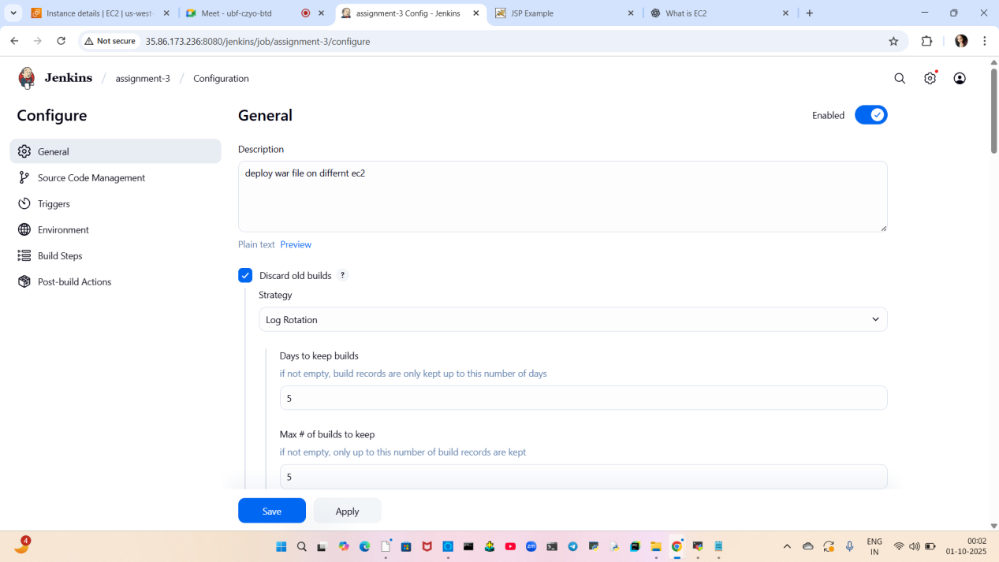 Instance details | EC2 | us-west-
Meet - ubf-czyo-btd
assignment-3 Config - Jenkins
JSP Example
What is EC2
Not secure
35.86.173.236:8080/jenkins/job/assignment-3/configure
Jenkins / assignment-3 / Configuration
Configure
General
Source Code Management
Triggers
Environment
Build Steps
Post-build Actions
General
Enabled
Description
deploy war file on differnt ec2
Plain text Preview
Discard old builds ?
Strategy
Log Rotation
Days to keep builds
if not empty, build records are only kept up to this number of days
5
Max # of builds to keep
if not empty, only up to this number of build records are kept
5
Save
Apply
4
zm
PC
ENG
IN
00:02
01-10-2025